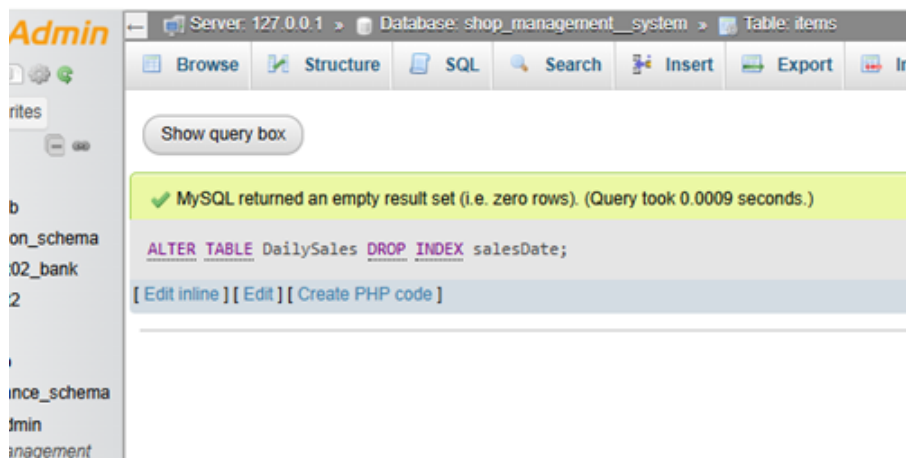 Admin
Server: 127.0.0.1 » Database: shop_management__system » Table: items
Browse Structure SQL Search Insert Export
rites
Show query box
MySQL returned an empty result set (i.e. zero rows). (Query took 0.0009 seconds.)
b
on_schema
ALTER TABLE DailySales DROP INDEX salesDate;
:02_bank
[ Edit inline ] [ Edit ] [ Create PHP code ]
2
ance_schema
dmin
anagement